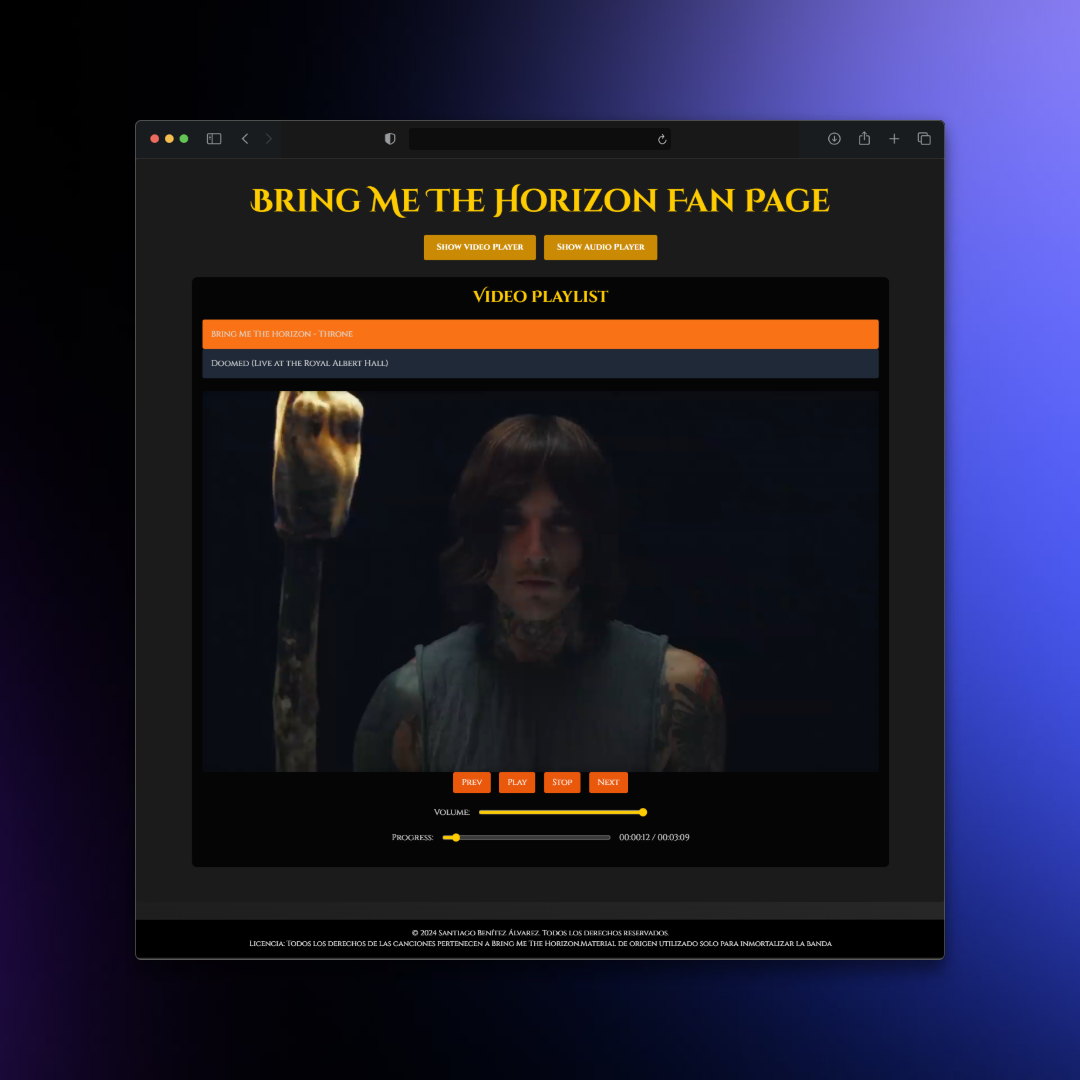 Bring Me The Horizon Fan Page
Show Video Player Show Audio Player
Video Playlist
Bring Me The Horizon - Throne
Doomed (Live at the Royal Albert Hall)
Prev Play Stop Next
Volume:
Progress: 00:00:12 / 00:03:09
© 2024 Santiago Benítez Álvarez. Todos los derechos reservados.
Licencia: Todos los derechos de las canciones pertenecen a Bring Me The Horizon.Material de origen utilizado solo para inmortalizar la banda